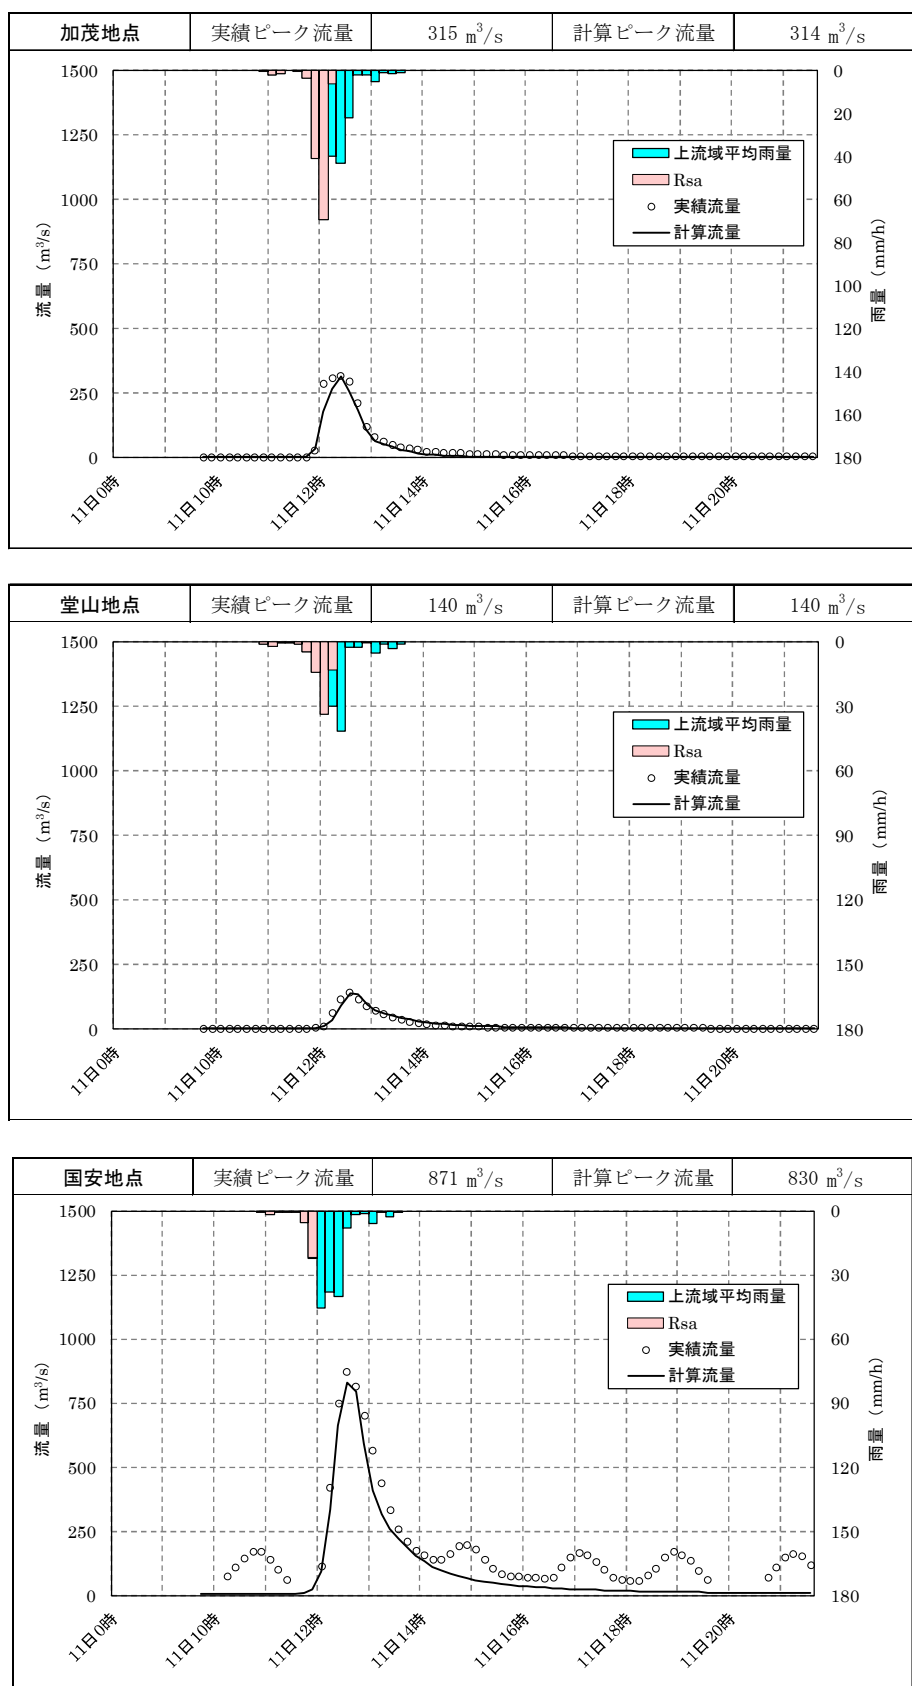 加茂地点 実績ピーク流量 315 m³/s 計算ピーク流量 314 m³/s
1500 0
1250 20
40
1000 60
80
750 100
500 120
140
250 160
0 180
流量（m³/s）
雨量（mm/h）
上流域平均雨量
Rsa
実績流量
計算流量
11日0時 11日10時 11日12時 11日14時 11日16時 11日18時 11日20時
堂山地点 実績ピーク流量 140 m³/s 計算ピーク流量 140 m³/s
1500 0
1250 30
1000 60
750 90
500 120
250 150
0 180
流量（m³/s）
雨量（mm/h）
上流域平均雨量
Rsa
実績流量
計算流量
11日0時 11日10時 11日12時 11日14時 11日16時 11日18時 11日20時
国安地点 実績ピーク流量 871 m³/s 計算ピーク流量 830 m³/s
1500 0
1250 30
1000 60
750 90
500 120
250 150
0 180
流量（m³/s）
雨量（mm/h）
上流域平均雨量
Rsa
実績流量
計算流量
11日0時 11日10時 11日12時 11日14時 11日16時 11日18時 11日20時